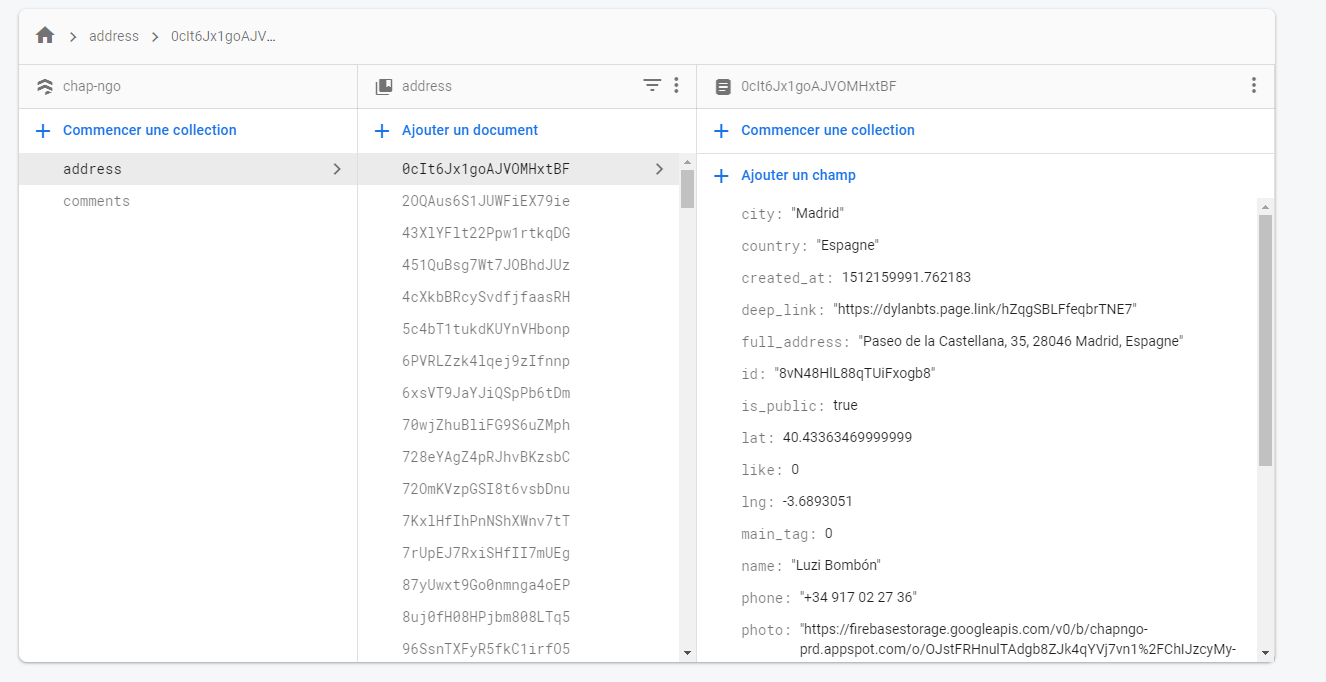 address
0cIt6Jx1goAJV…
chap-ngo
address
0cIt6Jx1goAJVOMHxtBF
Commencer une collection
Ajouter un document
Commencer une collection
address
comments
0cIt6Jx1goAJVOMHxtBF
2OQAus6S1JUWFiEX79ie
43XlYFlt22Ppw1rtkqDG
451QuBsg7Wt7JOBhdJUz
4cXkbBRcySvdfjfaasRH
5c4bT1tukdKUYnVHbonp
6PVRLZzk4lqej9zIfnnp
6xsVT9JaYJiQSpPb6tDm
70wjZhuBliFG9S6uZMph
728eYAgZ4pRJhvBKzsbC
72OmKVzpGSI8t6vsbDnu
7KxlHfIhPnNShXWnv7tT
7rUpEJ7RxiSHfII7mUEg
87yUwxt9Go0nmnga4oEP
8uj0fH08HPjbm808LTq5
96SsnTXFyR5fkC1irfO5
Ajouter un champ
city: "Madrid"
country: "Espagne"
created_at: 1512159991.762183
deep_link: "https://dylanbts.page.link/hZqgSBLFfeqbrTNE7"
full_address: "Paseo de la Castellana, 35, 28046 Madrid, Espagne"
id: "8vN48HlL88qTUiFxogb8"
is_public: true
lat: 40.43363469999999
like: 0
lng: -3.6893051
main_tag: 0
name: "Luzi Bombón"
phone: "+34 917 02 27 36"
photo: "https://firebasestorage.googleapis.com/v0/b/chapngo-
prd.appspot.com/o/OJstFRHnulTAdgb8ZJk4qYVj7vn1%2FChIJzcyMy-